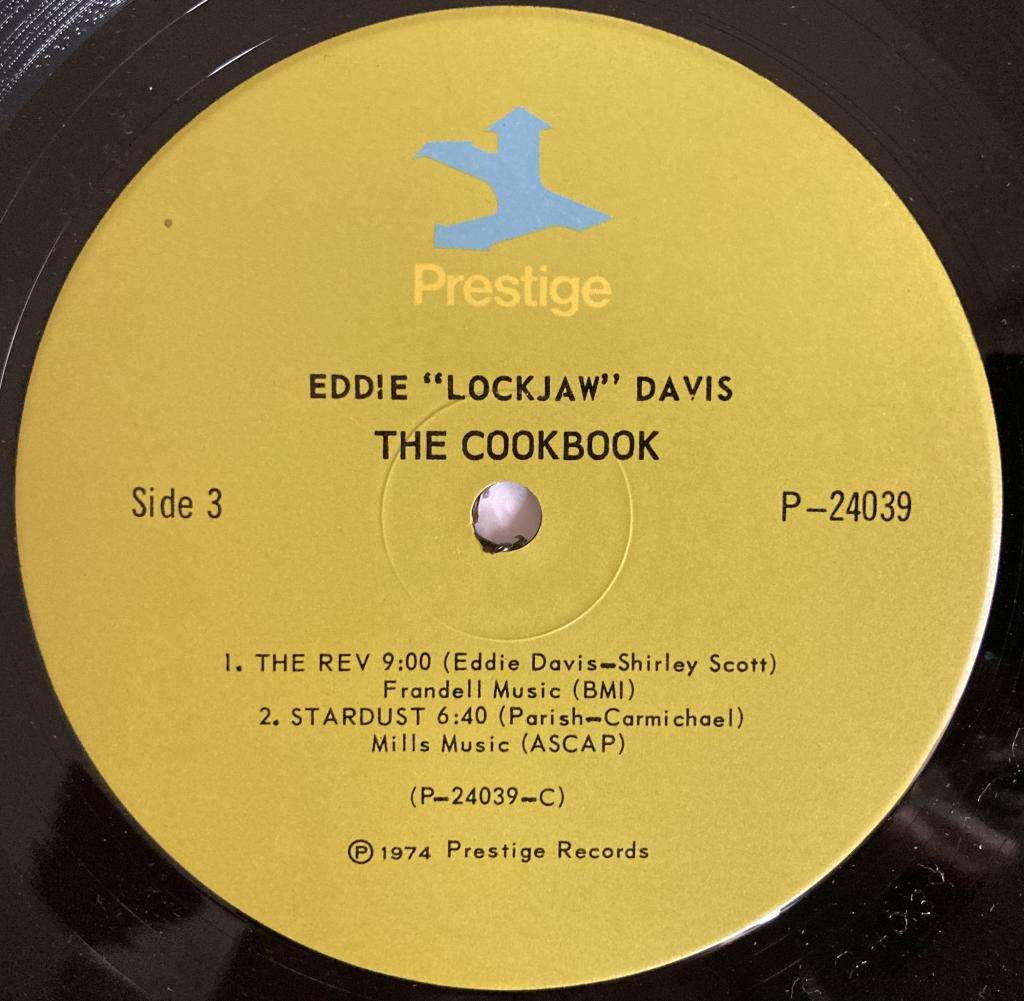 Prestige
EDDIE “LOCKJAW” DAVIS
THE COOKBOOK
Side 3
P-24039
1. THE REV 9:00 (Eddie Davis-Shirley Scott)
Frandell Music (BMI)
2. STARDUST 6:40 (Parish-Carmichael)
Mills Music (ASCAP)
(P-24039-C)
Ⓟ 1974 Prestige Records